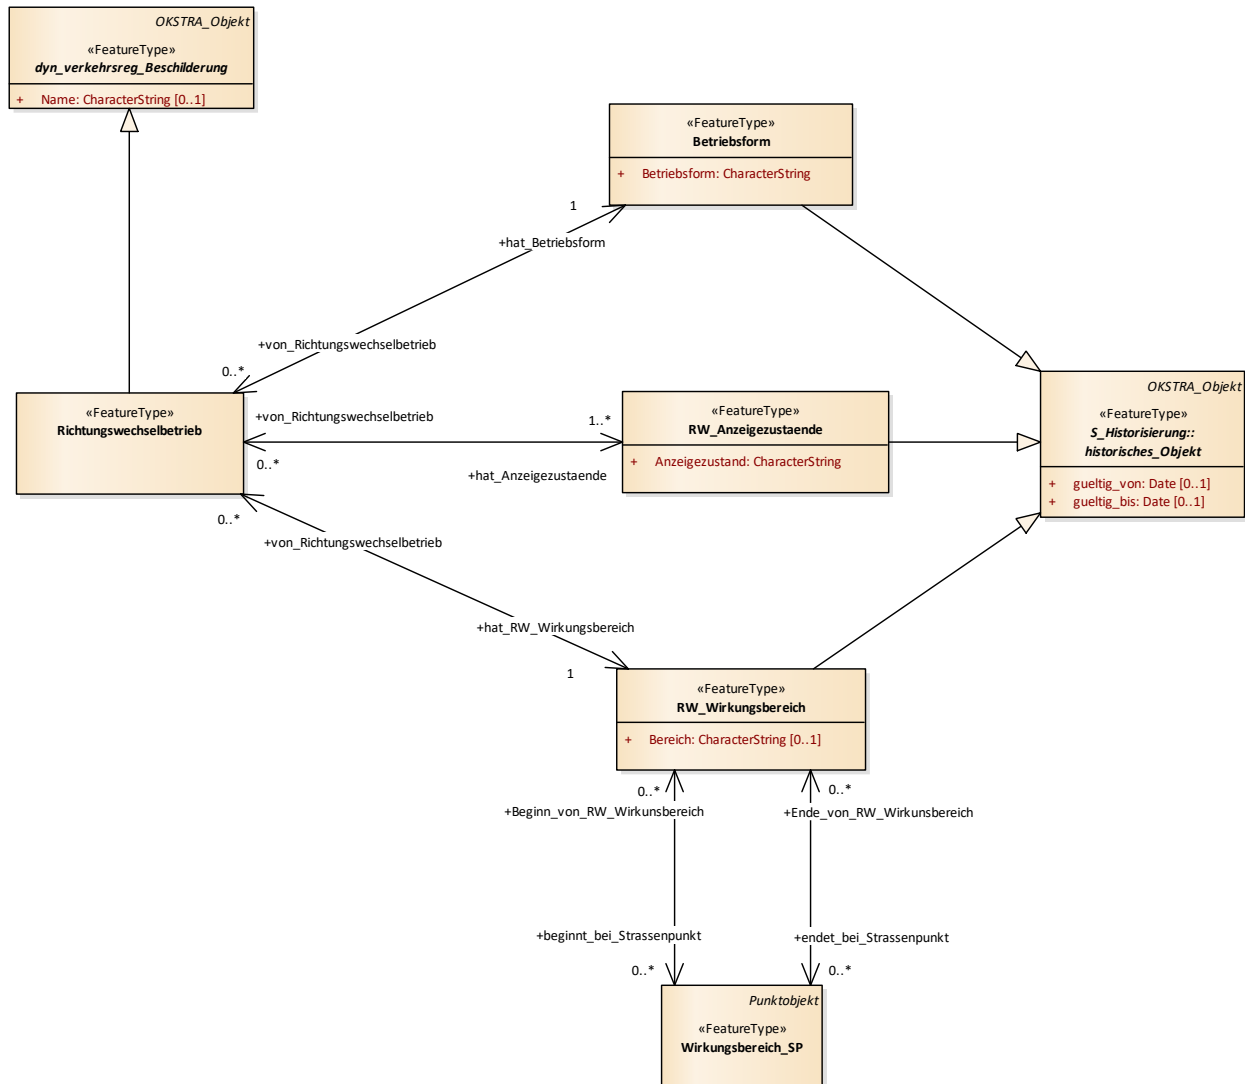 OKSTRA_Objekt
«FeatureType»
dyn_verkehrsreg_Beschilderung
+ Name: CharacterString [0..1]
«FeatureType»
Betriebsform
+ Betriebsform: CharacterString
1
+hat_Betriebsform
+von_Richtungswechselbetrieb
0..*
«FeatureType»
Richtungswechselbetrieb
+von_Richtungswechselbetrieb
0..*
1..*
+hat_Anzeigezustaende
«FeatureType»
RW_Anzeigezustaende
+ Anzeigezustand: CharacterString
OKSTRA_Objekt
«FeatureType»
S_Historisierung::
historisches_Objekt
+ gueltig_von: Date [0..1]
+ gueltig_bis: Date [0..1]
0..*
+von_Richtungswechselbetrieb
+hat_RW_Wirkungsbereich
1
«FeatureType»
RW_Wirkungsbereich
+ Bereich: CharacterString [0..1]
0..*
+Beginn_von_RW_Wirkunsbereich
0..*
+Ende_von_RW_Wirkunsbereich
+beginnt_bei_Strassenpunkt
0..*
+endet_bei_Strassenpunkt
0..*
Punktobjekt
«FeatureType»
Wirkungsbereich_SP